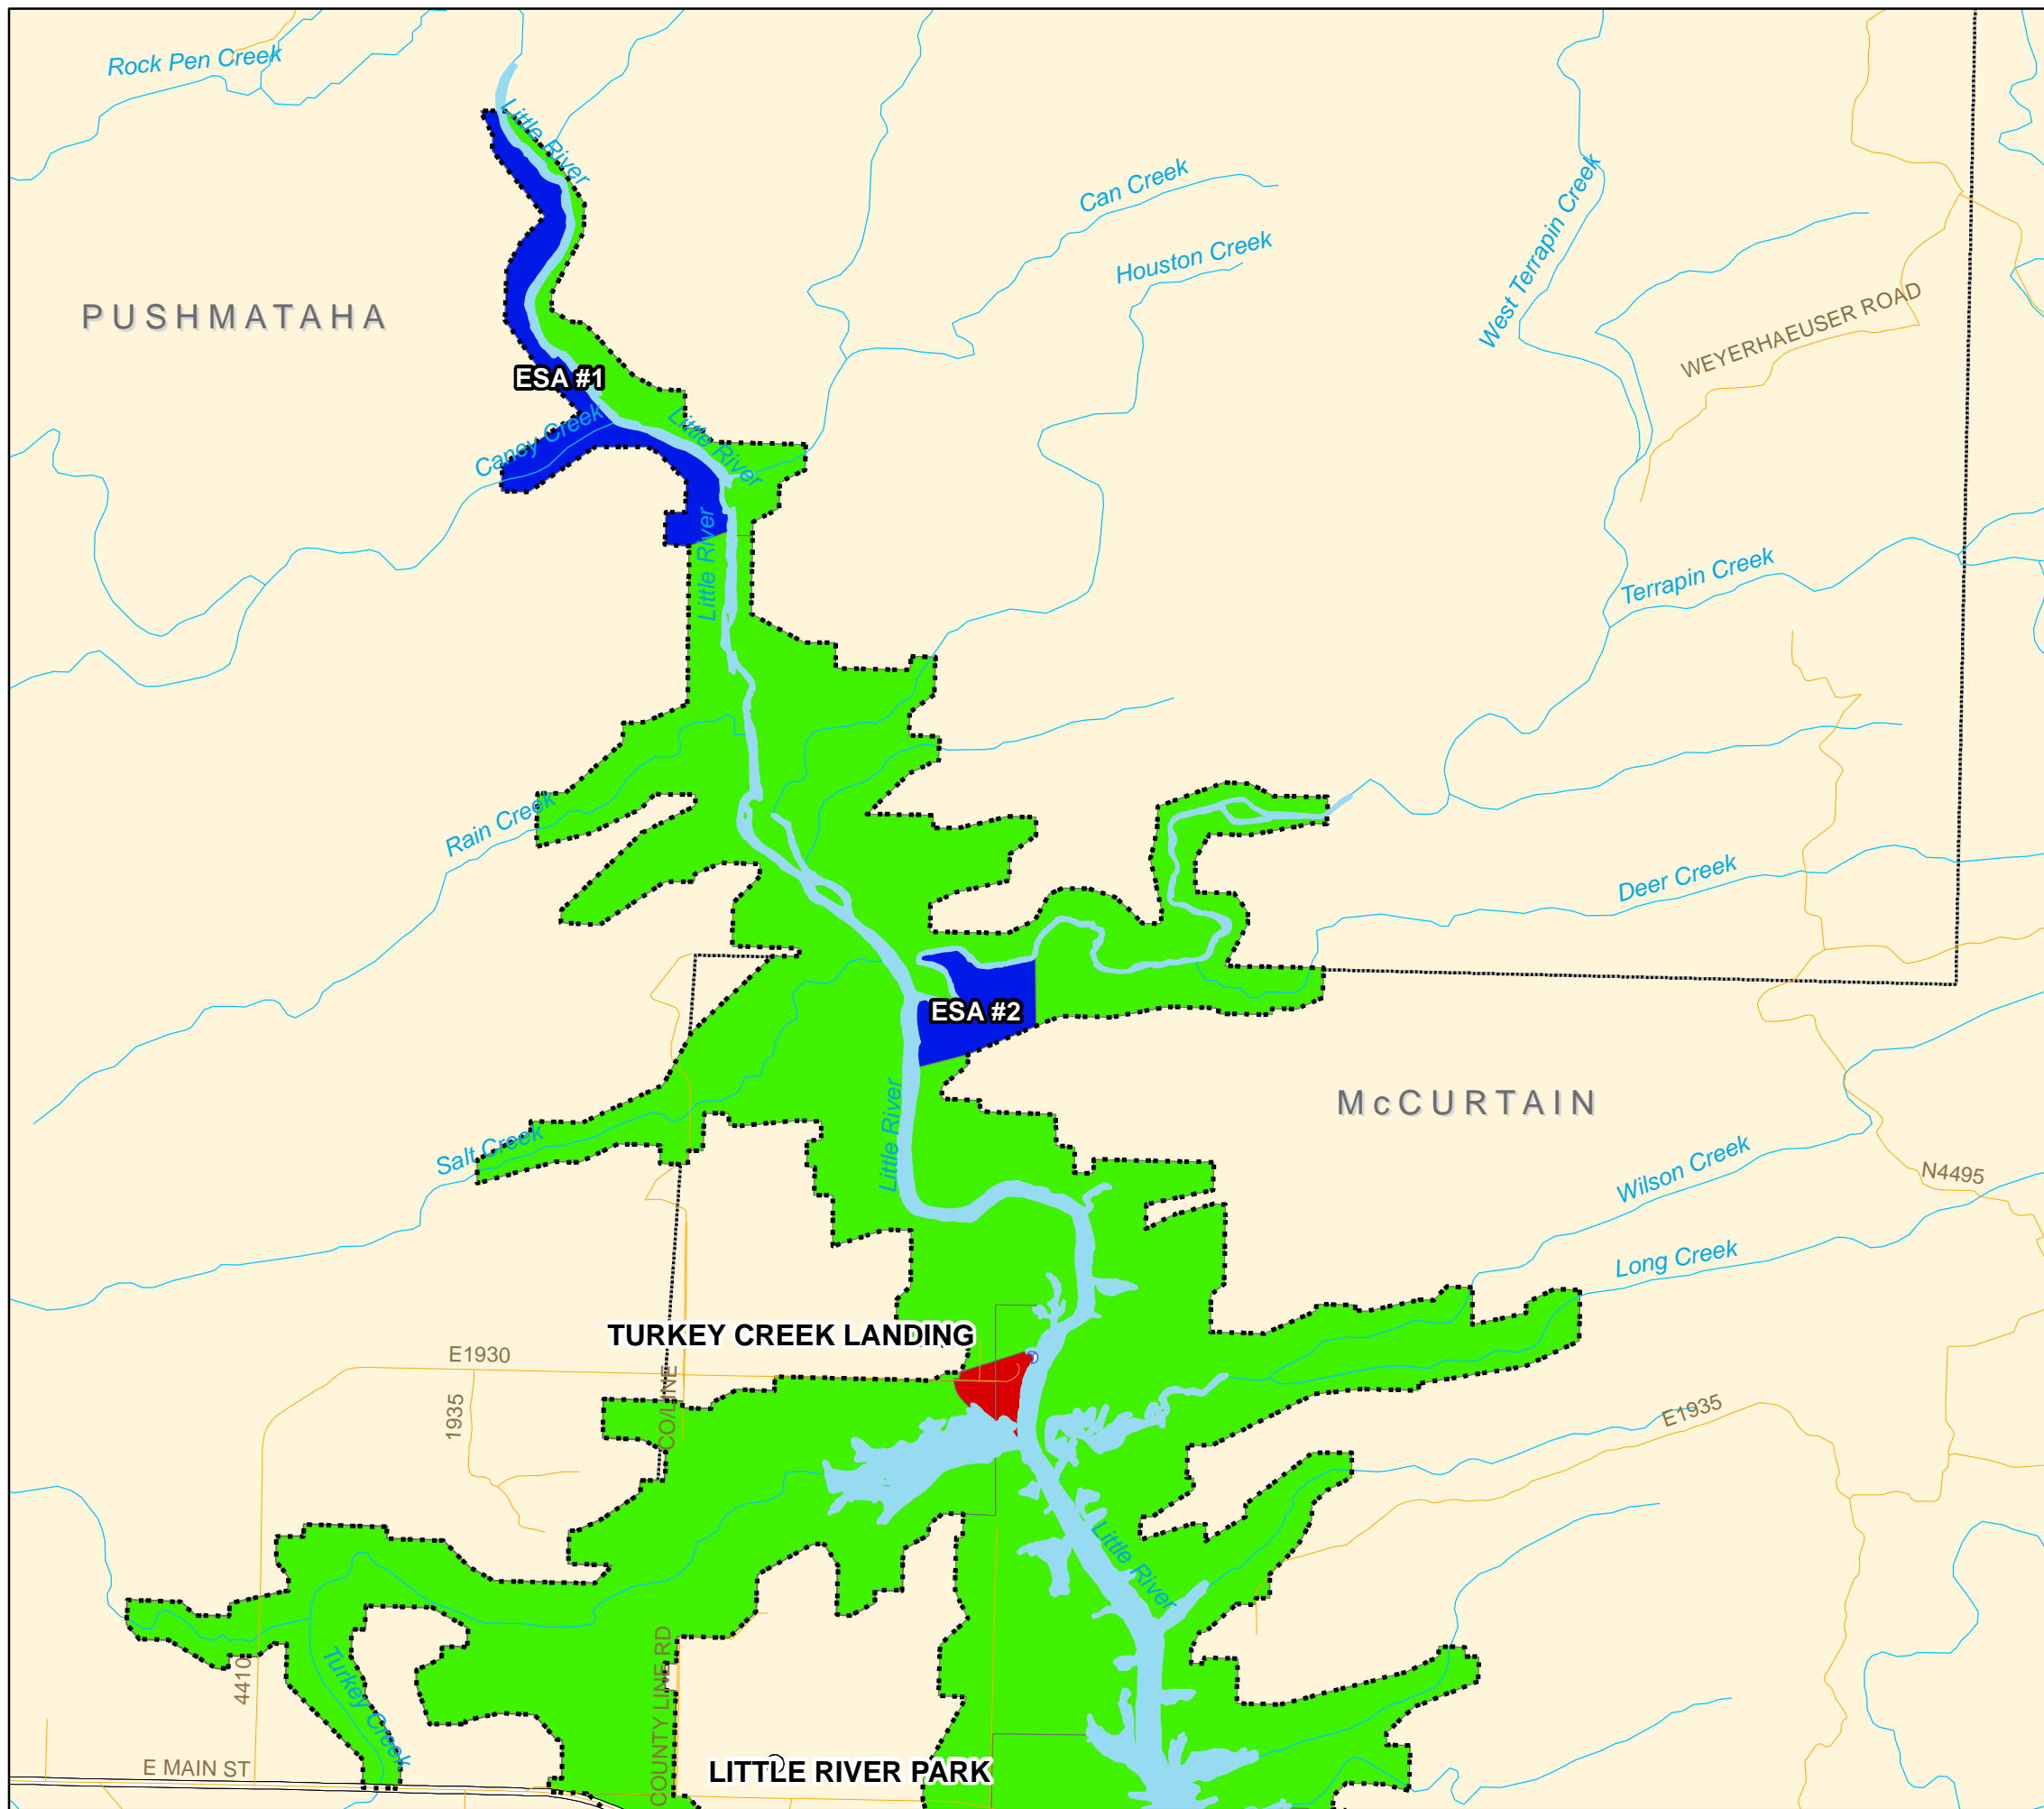 Rock Pen Creek
Little River
Can Creek
West Terrapin Creek
Houston Creek
PUSHMATAHA
WEYERHAEUSER ROAD
ESA #1
Caney Creek
Little River
Little River
Terrapin Creek
Rain Creek
Deer Creek
ESA #2
McCURTAIN
Little River
Salt Creek
Wilson Creek
N4495
Long Creek
TURKEY CREEK LANDING
E1930
1935
CO/LINE
E1935
Little River
4410
Turkey Creek
COUNTY LINE RD
E MAIN ST
LITTLE RIVER PARK